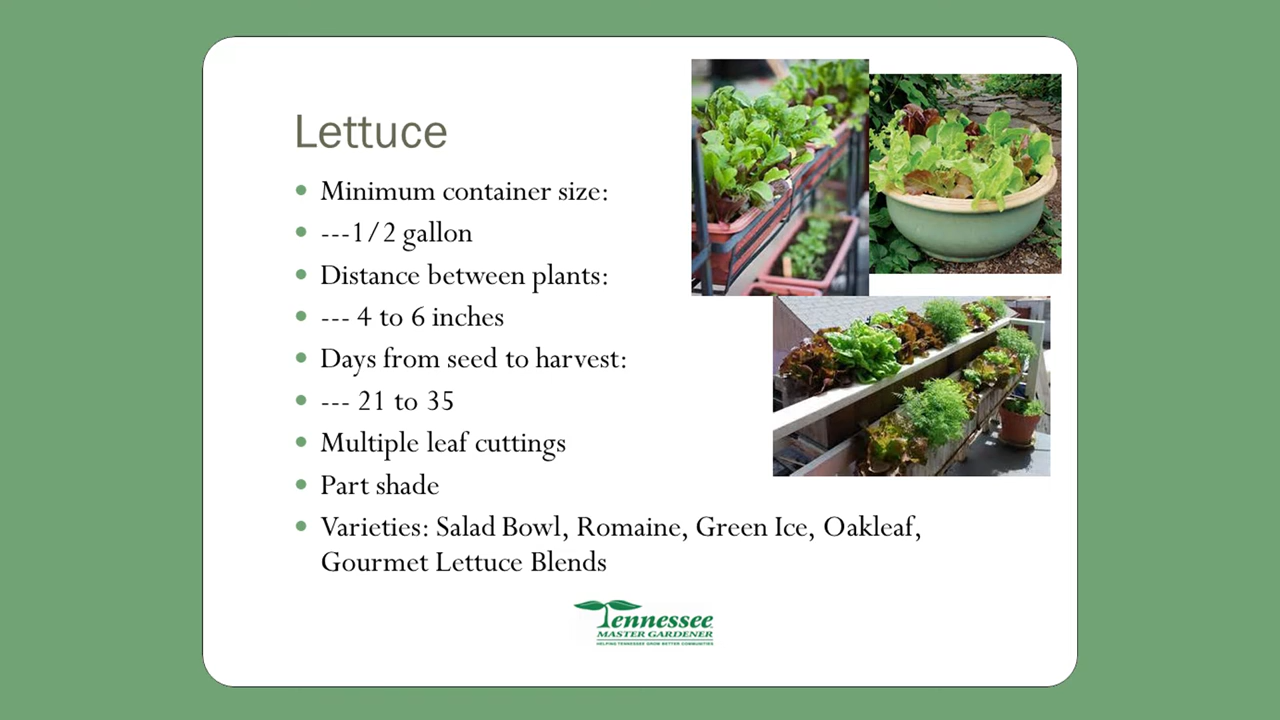 Lettuce
Minimum container size:
---1/2 gallon
Distance between plants:
--- 4 to 6 inches
Days from seed to harvest:
--- 21 to 35
Multiple leaf cuttings
Part shade
Varieties: Salad Bowl, Romaine, Green Ice, Oakleaf,
Gourmet Lettuce Blends
Tennessee
MASTER GARDENER
HELPING TENNESSEE GROW BETTER COMMUNITIES